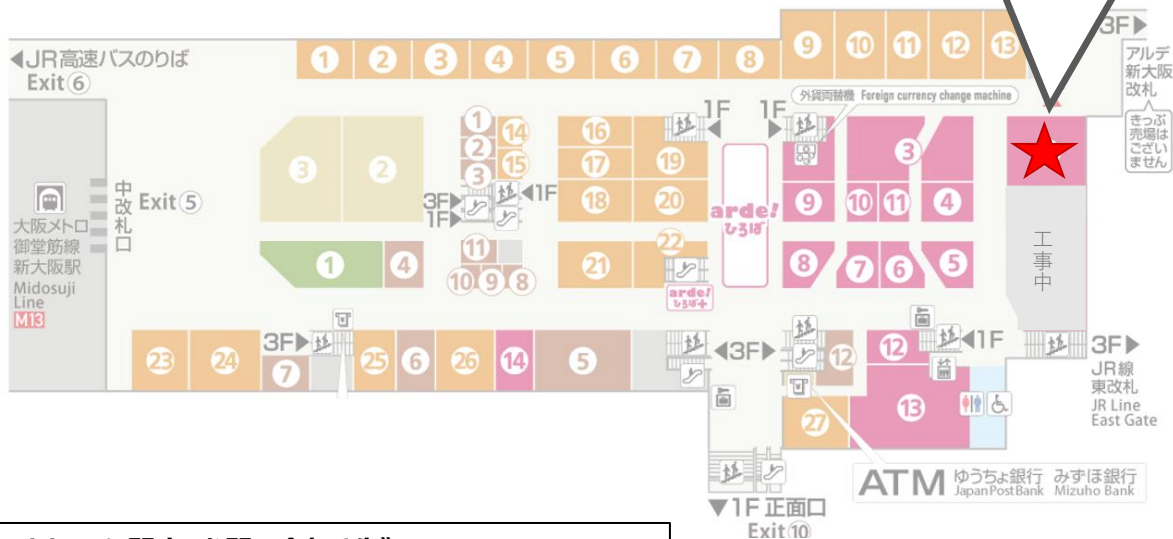 3F▶
◀JR高速バスのりば
Exit⑥
① ② ③ ④ ⑤ ⑥ ⑦ ⑧ ⑨ ⑩ ⑪ ⑫ ⑬
アルデ
新大阪
改札
きっぷ
売場は
ござい
ません
外貨両替機 Foreign currency change machine
1F
◀
1F
▶
① ⑭
② ⑮
③
⑯ ⑲
⑰
⑱ ⑳
③ ②
③
⑨ ⑩ ⑪ ④
3F▶
1F▶
◀1F
arde!
ひろば
中改札口
Exit⑤
大阪メトロ
御堂筋線
新大阪駅
Midosuji
Line
M13
① ④
⑪
⑩ ⑨ ⑧
㉑ ㉒
arde!
ひろば+
⑧ ⑦ ⑥ ⑤
工事中
㉓ ㉔
3F▶
⑦
㉕ ⑥ ㉖ ⑭ ⑤
◀3F▶
⑫ ⑫
◀1F
3F▶
JR線
東改札
JR Line
East Gate
㉗ ⑬
ATM ゆうちょ銀行 みずほ銀行
JapanPostBank Mizuho Bank
▼1F 正面口
Exit⑩